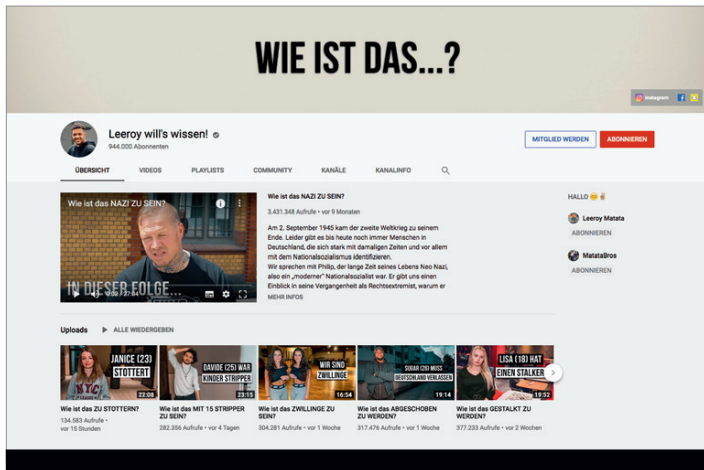 WIE IST DAS...?
Instagram
Leeroy will's wissen!
944.000 Abonnenten
MITGLIED WERDEN
ABONNIEREN
ÜBERSICHT VIDEOS PLAYLISTS COMMUNITY KANÄLE KANALINFO
Wie ist das NAZI ZU SEIN?
IN DIESER FOLGE...
0:02 / 27:04
Wie ist das NAZI ZU SEIN?
3.431.348 Aufrufe • vor 9 Monaten
Am 2. September 1945 kam der zweite Weltkrieg zu seinem
Ende. Leider gibt es bis heute noch immer Menschen in
Deutschland, die sich stark mit damaligen Zeiten und vor allem
mit dem Nationalsozialismus identifizieren.
Wir sprechen mit Philip, der lange Zeit seines Lebens Neo Nazi,
also ein „moderner" Nationalsozialist war. Er gibt uns einen
Einblick in seine Vergangenheit als Rechtsextremist, warum er
MEHR INFOS
HALLO 😊 ✌
Leeroy Matata
ABONNIEREN
MatataBros
ABONNIEREN
Uploads ▶ ALLE WIEDERGEBEN
JANICE (23)
STOTTERT
22:08
Wie ist das ZU STOTTERN?
134.583 Aufrufe •
vor 15 Stunden
DAVIDE (25) WAR
KINDER STRIPPER
23:15
Wie ist das MIT 15 STRIPPER
ZU SEIN?
282.356 Aufrufe • vor 4 Tagen
WIR SIND
ZWILLINGE
16:54
Wie ist das ZWILLINGE ZU
SEIN?
304.281 Aufrufe • vor 1 Woche
SUGAR (26) MUSS
DEUTSCHLAND VERLASSEN
19:14
Wie ist das ABGESCHOBEN
ZU WERDEN?
317.476 Aufrufe • vor 1 Woche
LISA (18) HAT
EINEN STALKER
19:52
Wie ist das GESTALKT ZU
WERDEN?
377.233 Aufrufe • vor 2 Wochen